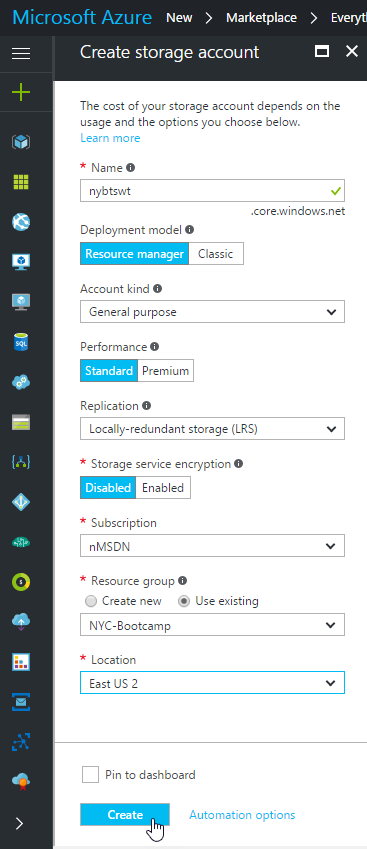 Microsoft Azure New > Marketplace > Everyth
Create storage account
The cost of your storage account depends on the
usage and the options you choose below.
Learn more
* Name
nybtswt
.core.windows.net
Deployment model
Resource manager Classic
Account kind
General purpose
Performance
Standard Premium
Replication
Locally-redundant storage (LRS)
* Storage service encryption
Disabled Enabled
* Subscription
nMSDN
* Resource group
Create new Use existing
NYC-Bootcamp
* Location
East US 2
Pin to dashboard
Create Automation options